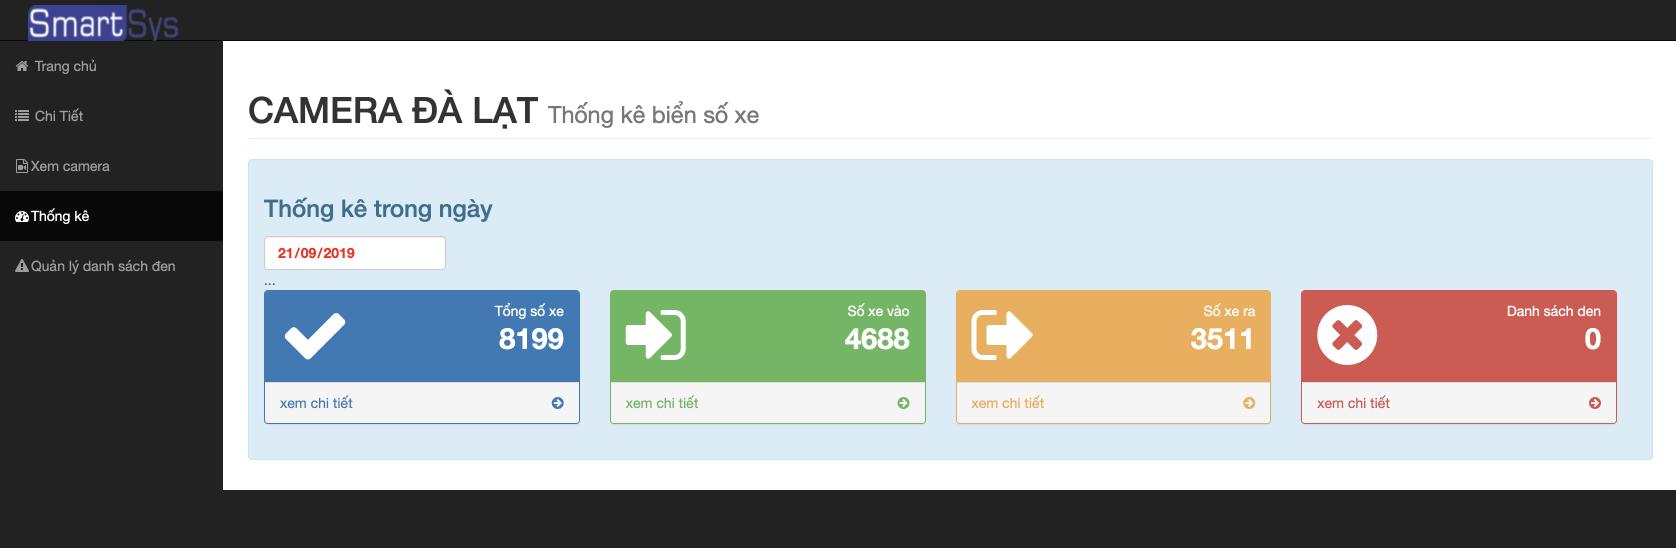 SmartSys
Trang chủ
Chi Tiết
Xem camera
Thống kê
Quản lý danh sách đen
CAMERA ĐÀ LẠT Thống kê biển số xe
Thống kê trong ngày
21/09/2019
...
Tổng số xe
8199
xem chi tiết
Số xe vào
4688
xem chi tiết
Số xe ra
3511
xem chi tiết
Danh sách den
0
xem chi tiết